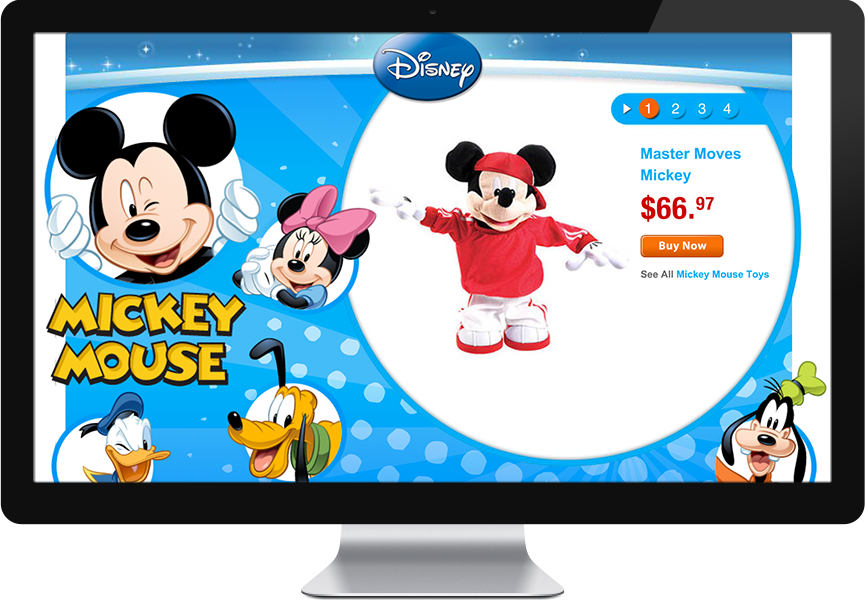 Disney
1 2 3 4
Master Moves
Mickey
$66.97
Buy Now
See All Mickey Mouse Toys
MICKEY
MOUSE